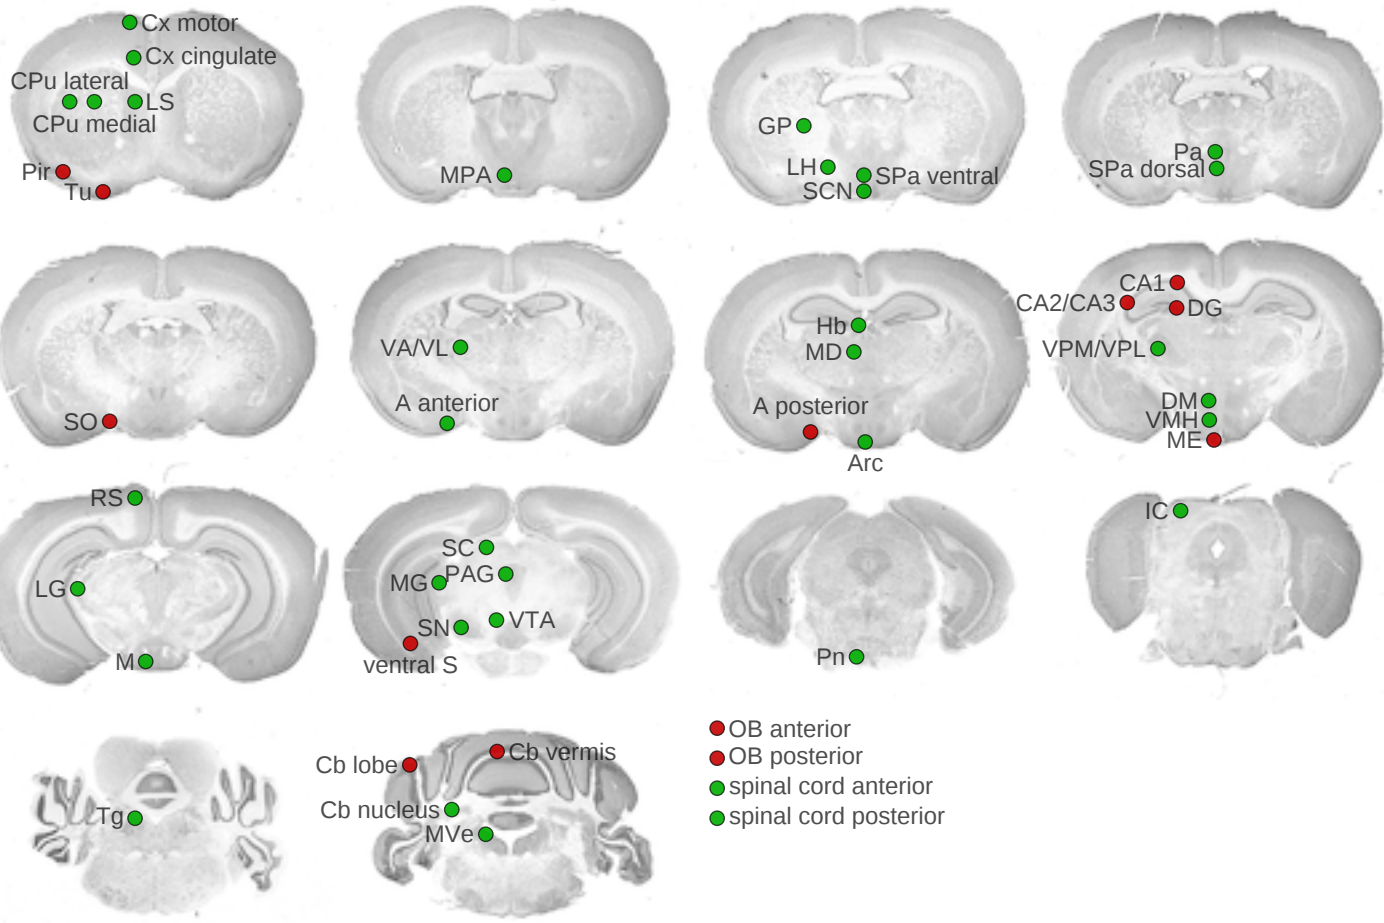 Cx motor
Cx cingulate
CPu lateral
LS
CPu medial
Pir
Tu
MPA
GP
LH
SPa ventral
SCN
Pa
SPa dorsal
SO
VA/VL
A anterior
Hb
MD
A posterior
Arc
CA1
CA2/CA3
DG
VPM/VPL
DM
VMH
ME
RS
LG
M
SC
MG
PAG
SN
VTA
ventral S
Pn
IC
Tg
Cb lobe
Cb vermis
Cb nucleus
MVe
OB anterior
OB posterior
spinal cord anterior
spinal cord posterior